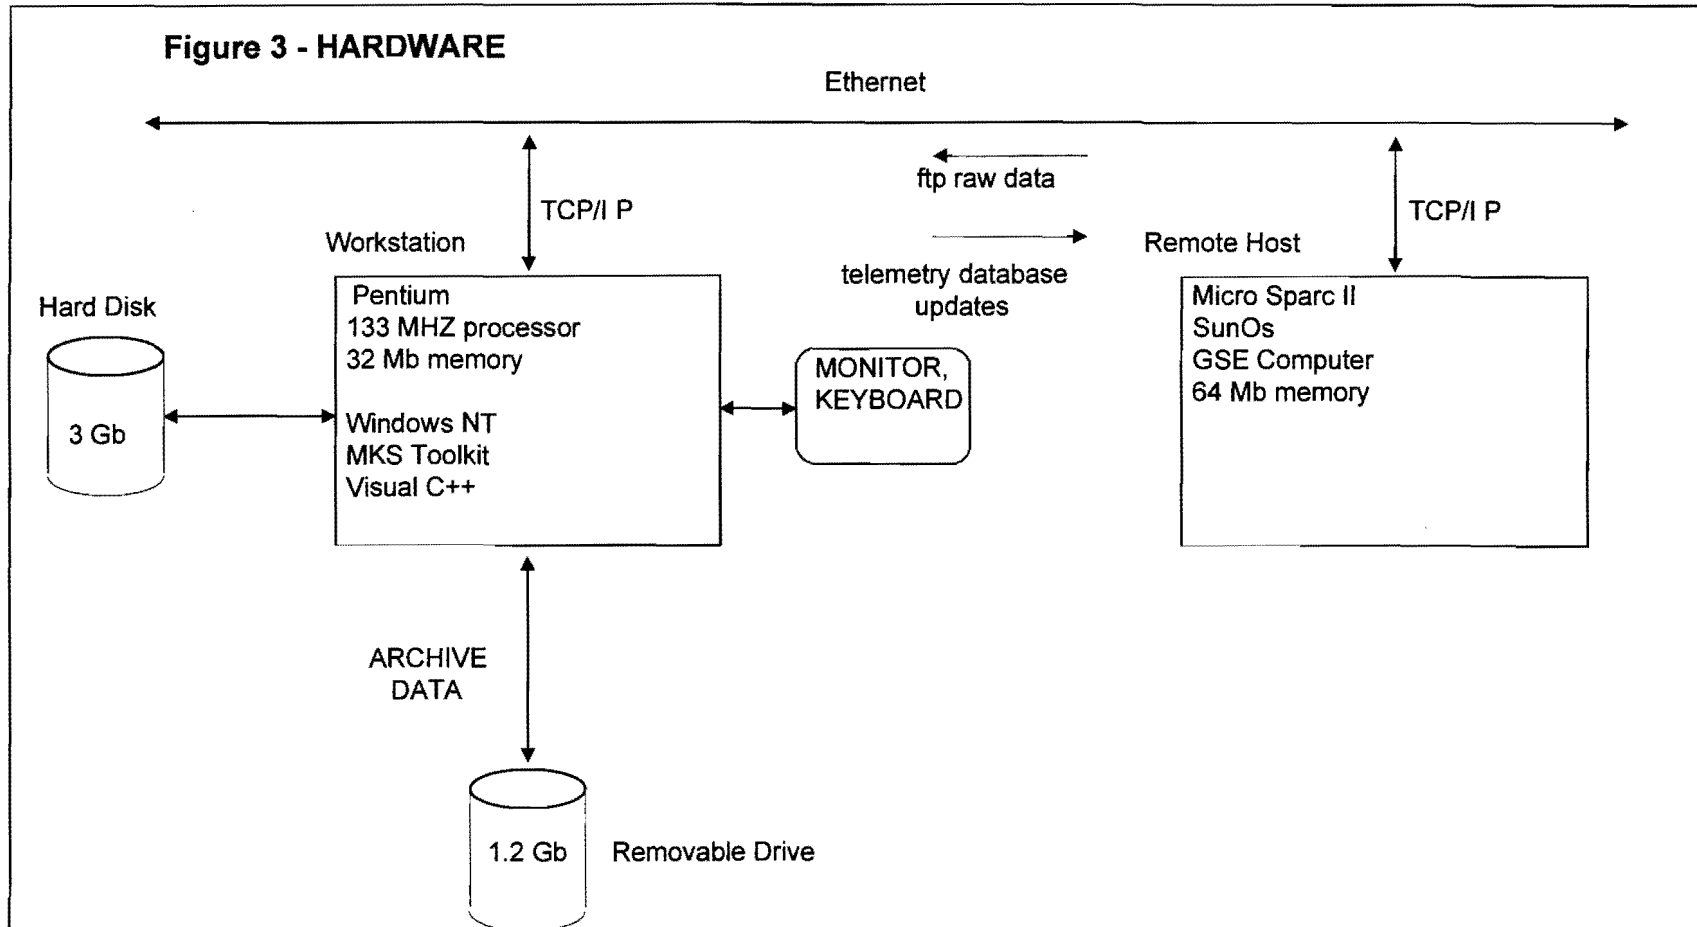 Figure 3 - HARDWARE
Ethernet
ftp raw data
TCP/I P
TCP/I P
Workstation
Remote Host
telemetry database
updates
Hard Disk
3 Gb
Pentium
133 MHZ processor
32 Mb memory
Windows NT
MKS Toolkit
Visual C++
MONITOR,
KEYBOARD
Micro Sparc II
SunOs
GSE Computer
64 Mb memory
ARCHIVE
DATA
1.2 Gb
Removable Drive